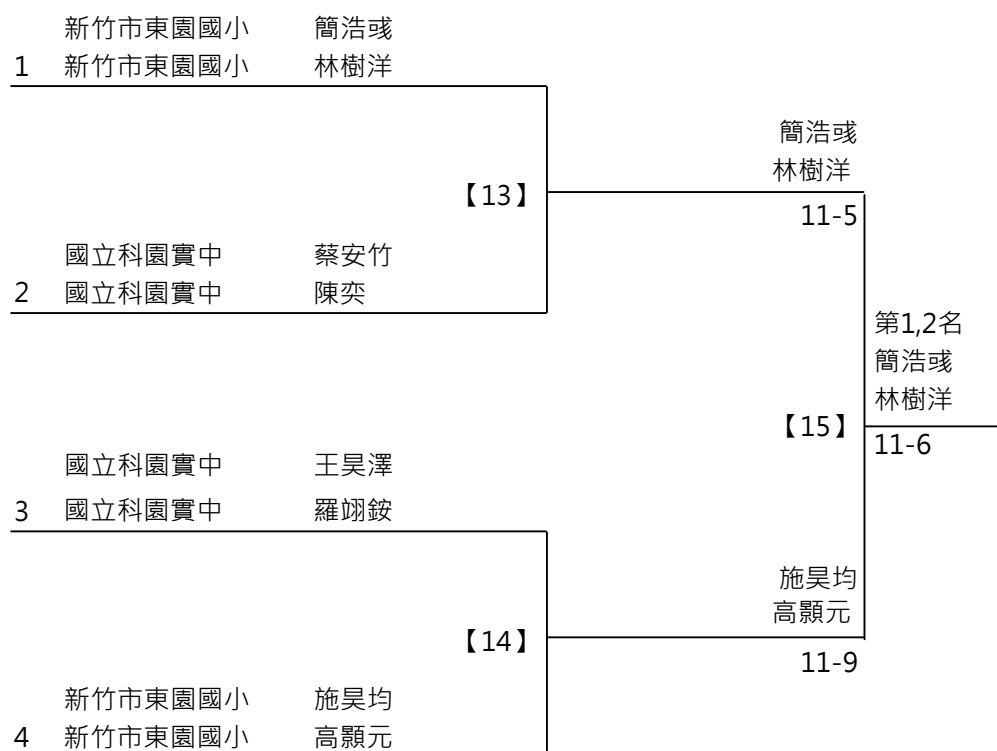 新竹市東園國小 簡浩彧
1 新竹市東園國小 林樹洋
簡浩彧
林樹洋
【13】
11-5
國立科園實中 蔡安竹
2 國立科園實中 陳奕
第1,2名
簡浩彧
林樹洋
【15】
11-6
國立科園實中 王昊澤
3 國立科園實中 羅翊銨
施昊均
高顥元
【14】
11-9
新竹市東園國小 施昊均
4 新竹市東園國小 高顥元